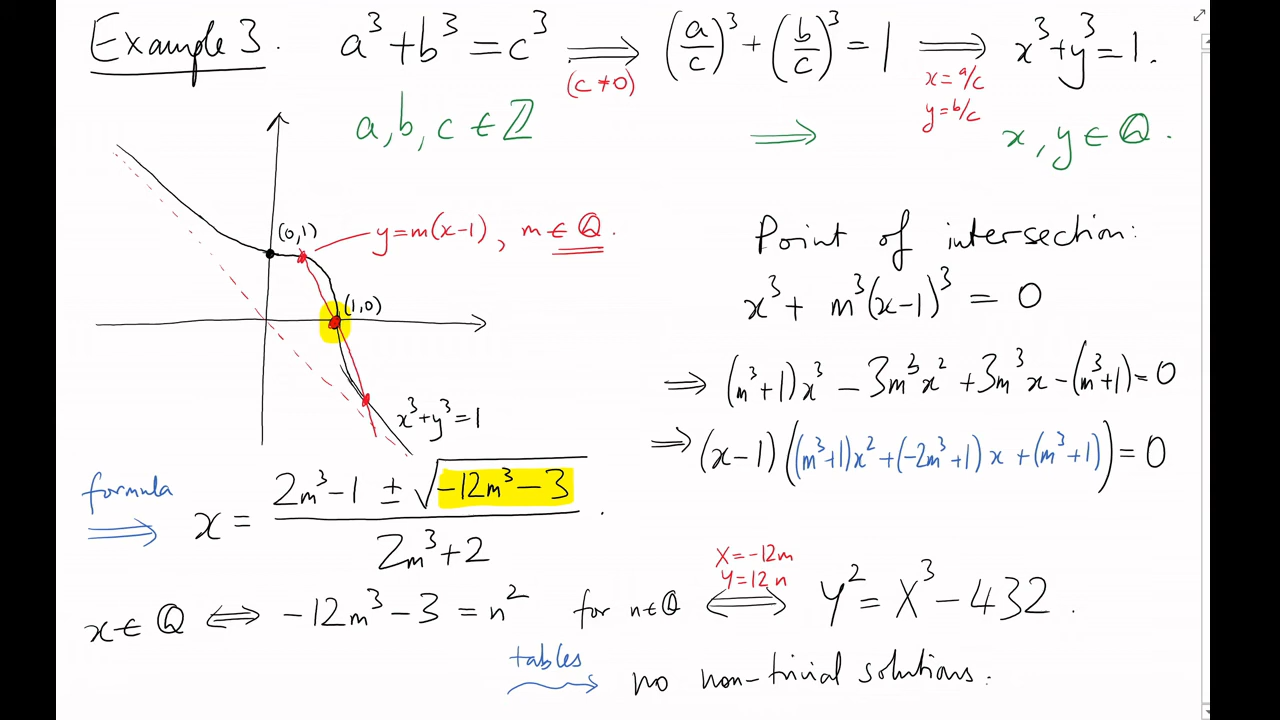 Example 3. a³ + b³ = c³ ⟹ (c ≠ 0) (a/c)³ + (b/c)³ = 1 ⟹ x = a/c y = b/c x³ + y³ = 1.
a, b, c ∈ ℤ ⟹ x, y ∈ ℚ.
(0,1) y = m(x-1), m ∈ ℚ.
(1,0)
x³ + y³ = 1
Point of intersection:
x³ + m³(x-1)³ = 0
⟹ (m³+1)x³ - 3m³x² + 3m³x - (m³+1) = 0
⟹ (x-1)((m³+1)x² + (-2m³+1)x + (m³+1)) = 0
formula ⟹ x = (2m³ - 1 ± √(-12m³ - 3)) / (2m³ + 2).
x ∈ ℚ ⟺ -12m³ - 3 = n² for n ∈ ℚ ⟺ X = -12m Y = 12n Y² = X³ - 432.
tables → no non-trivial solutions.